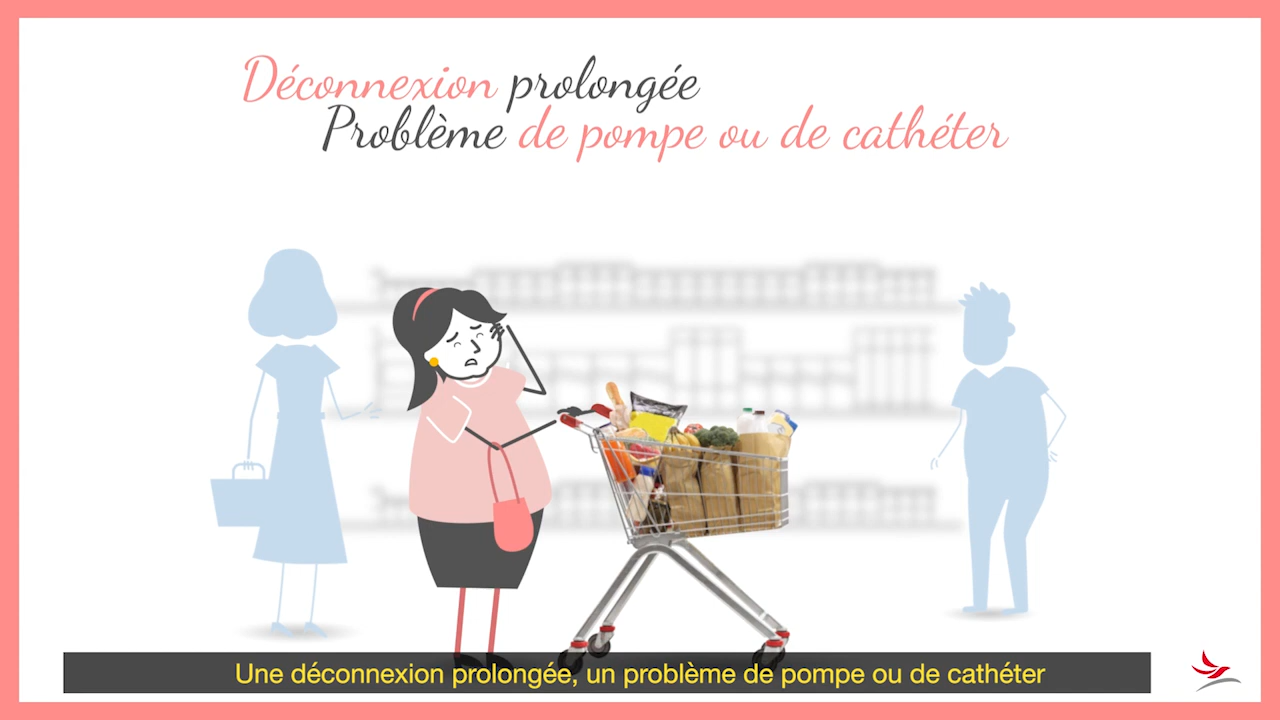 Déconnexion prolongée
Problème de pompe ou de cathéter
Une déconnexion prolongée, un problème de pompe ou de cathéter